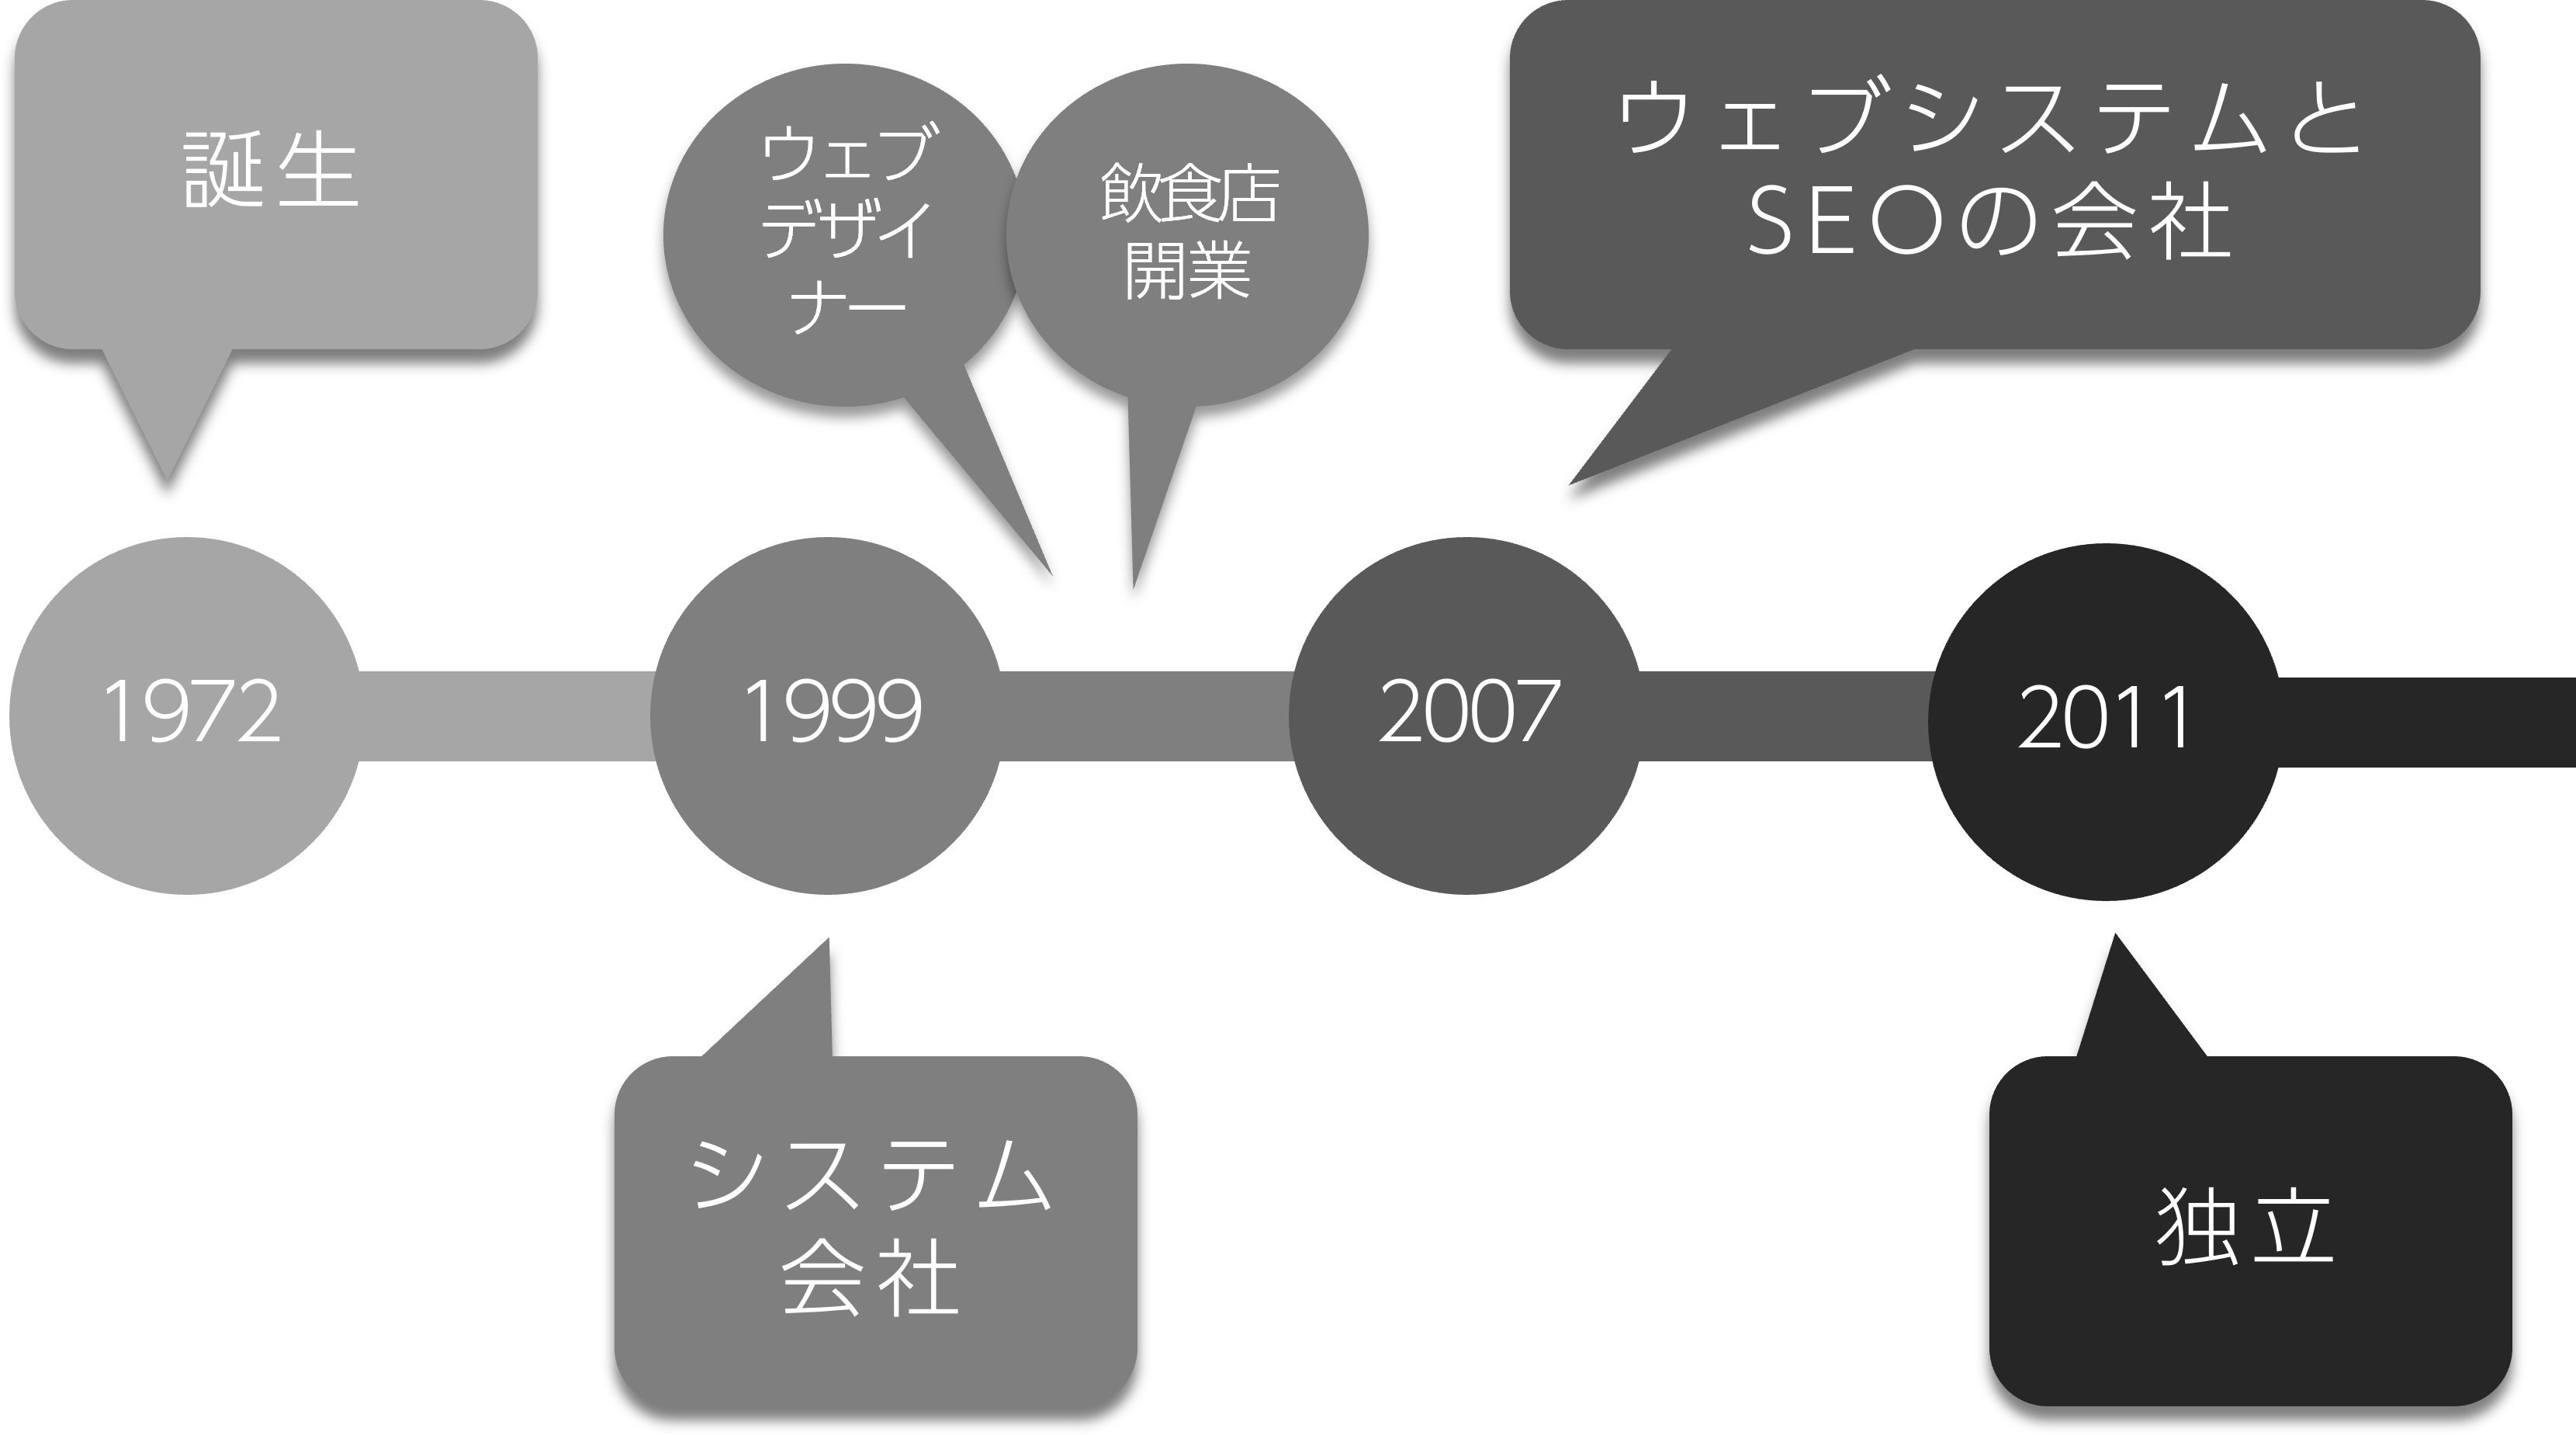 誕生
ウェブ
デザイ
ナー
飲食店
開業
ウェブシステムと
SEOの会社
1972
1999
2007
2011
システム
会社
独立